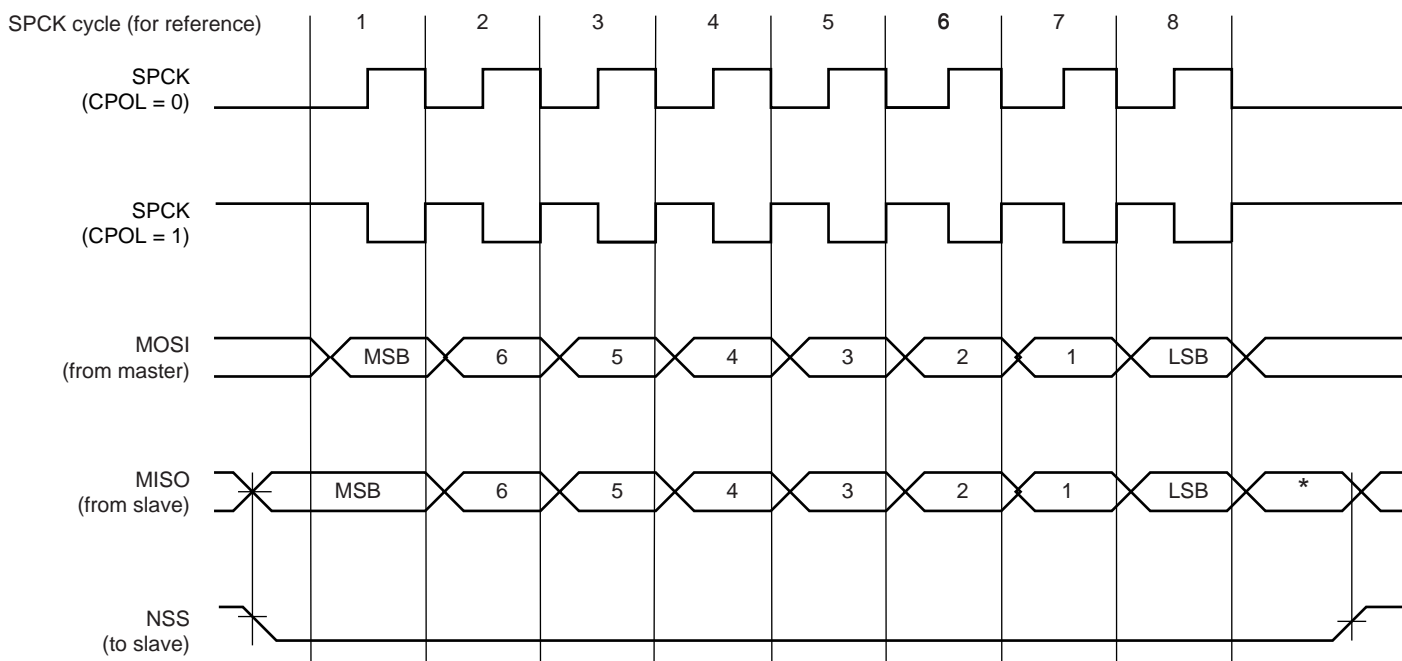 SPCK cycle (for reference) 1 2 3 4 5 6 7 8
SPCK
(CPOL = 0)
SPCK
(CPOL = 1)
MOSI
(from master)
MSB 6 5 4 3 2 1 LSB
MISO
(from slave)
MSB 6 5 4 3 2 1 LSB *
NSS
(to slave)